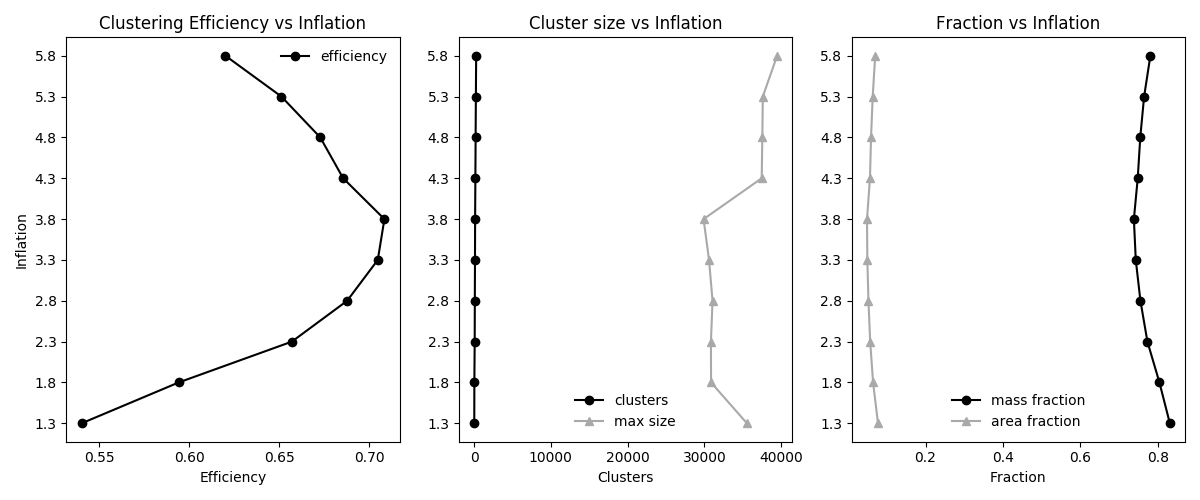 Clustering Efficiency vs Inflation
efficiency
5.8
5.3
4.8
4.3
3.8
3.3
2.8
2.3
1.8
1.3
Inflation
0.55 0.60 0.65 0.70
Efficiency
Cluster size vs Inflation
5.8
5.3
4.8
4.3
3.8
3.3
2.8
2.3
1.8
1.3
clusters
max size
0 10000 20000 30000 40000
Clusters
Fraction vs Inflation
5.8
5.3
4.8
4.3
3.8
3.3
2.8
2.3
1.8
1.3
mass fraction
area fraction
0.2 0.4 0.6 0.8
Fraction